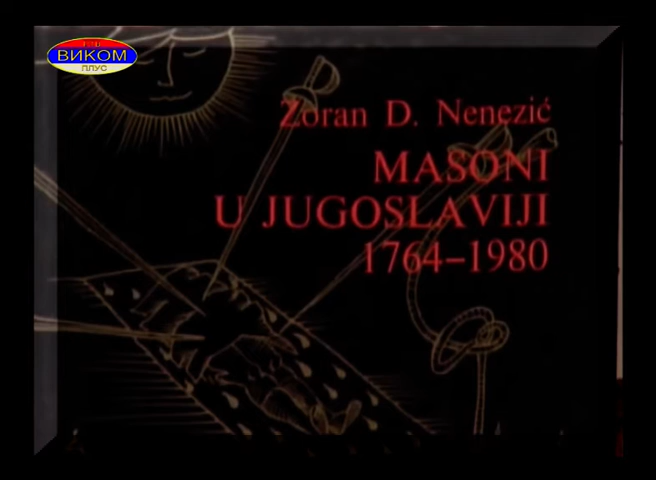 ВИКОМ
ПЛУС
Zoran D. Nenezić
MASONI
U JUGOSLAVIJI
1764–1980